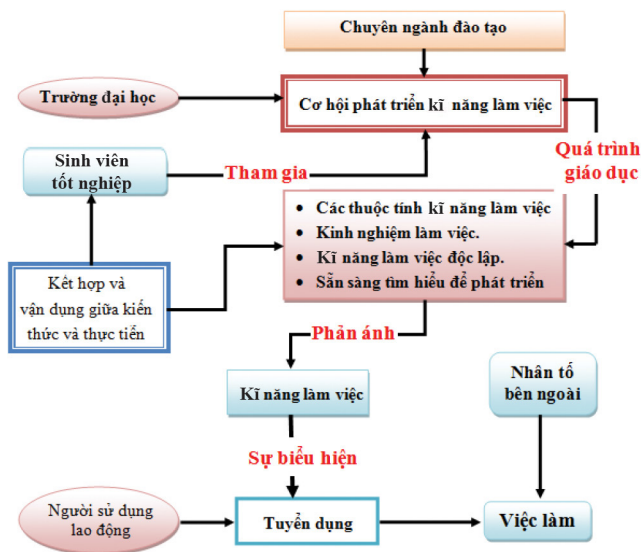 Chuyên ngành đào tạo
Trường đại học
Cơ hội phát triển kĩ năng làm việc
Sinh viên
tốt nghiệp
Tham gia
Quá trình
giáo dục
• Các thuộc tính kĩ năng làm việc
• Kinh nghiệm làm việc.
• Kĩ năng làm việc độc lập.
• Sẵn sàng tìm hiểu để phát triển
Kết hợp và
vận dụng giữa kiến
thức và thực tiến
Phản ánh
Kĩ năng làm việc
Nhân tố
bên ngoài
Sự biểu hiện
Người sử dụng
lao động
Tuyển dụng
Việc làm